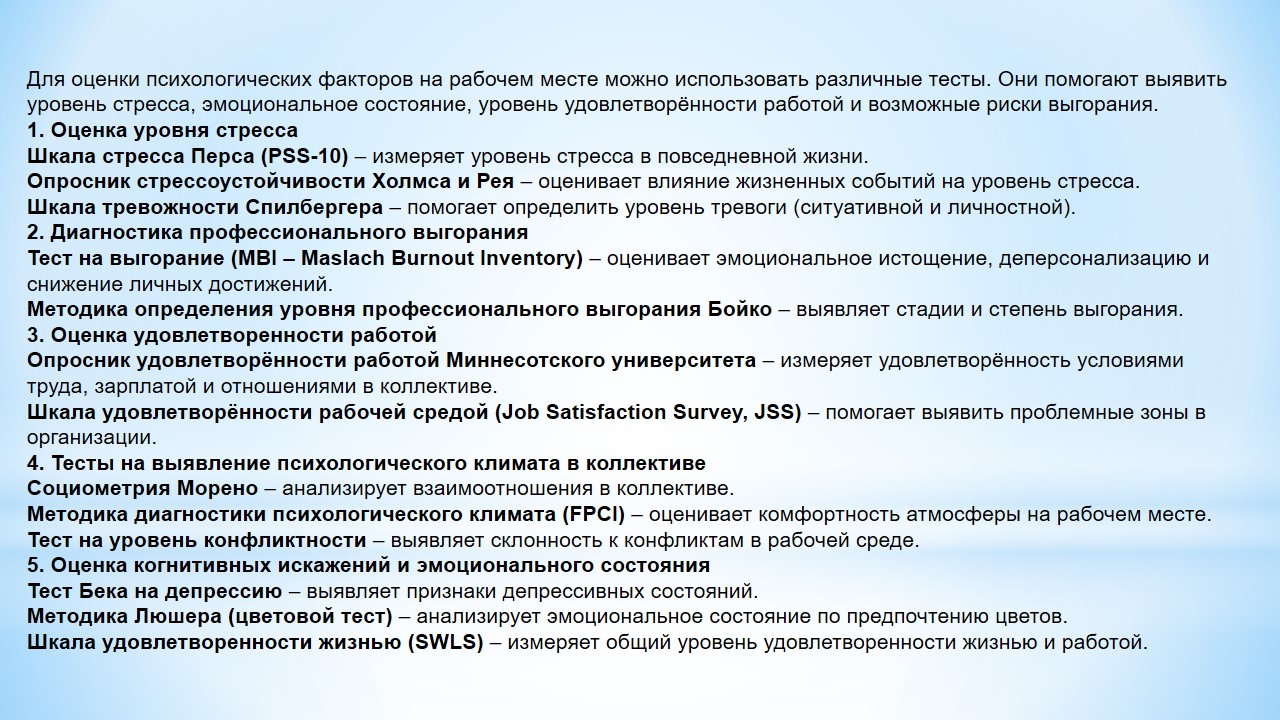 Для оценки психологических факторов на рабочем месте можно использовать различные тесты. Они помогают выявить
уровень стресса, эмоциональное состояние, уровень удовлетворённости работой и возможные риски выгорания.
1. Оценка уровня стресса
Шкала стресса Перса (PSS-10) – измеряет уровень стресса в повседневной жизни.
Опросник стрессоустойчивости Холмса и Рея – оценивает влияние жизненных событий на уровень стресса.
Шкала тревожности Спилбергера – помогает определить уровень тревоги (ситуативной и личностной).
2. Диагностика профессионального выгорания
Тест на выгорание (MBI – Maslach Burnout Inventory) – оценивает эмоциональное истощение, деперсонализацию и
снижение личных достижений.
Методика определения уровня профессионального выгорания Бойко – выявляет стадии и степень выгорания.
3. Оценка удовлетворенности работой
Опросник удовлетворённости работой Миннесотского университета – измеряет удовлетворённость условиями
труда, зарплатой и отношениями в коллективе.
Шкала удовлетворённости рабочей средой (Job Satisfaction Survey, JSS) – помогает выявить проблемные зоны в
организации.
4. Тесты на выявление психологического климата в коллективе
Социометрия Морено – анализирует взаимоотношения в коллективе.
Методика диагностики психологического климата (FPCI) – оценивает комфортность атмосферы на рабочем месте.
Тест на уровень конфликтности – выявляет склонность к конфликтам в рабочей среде.
5. Оценка когнитивных искажений и эмоционального состояния
Тест Бека на депрессию – выявляет признаки депрессивных состояний.
Методика Люшера (цветовой тест) – анализирует эмоциональное состояние по предпочтению цветов.
Шкала удовлетворенности жизнью (SWLS) – измеряет общий уровень удовлетворенности жизнью и работой.